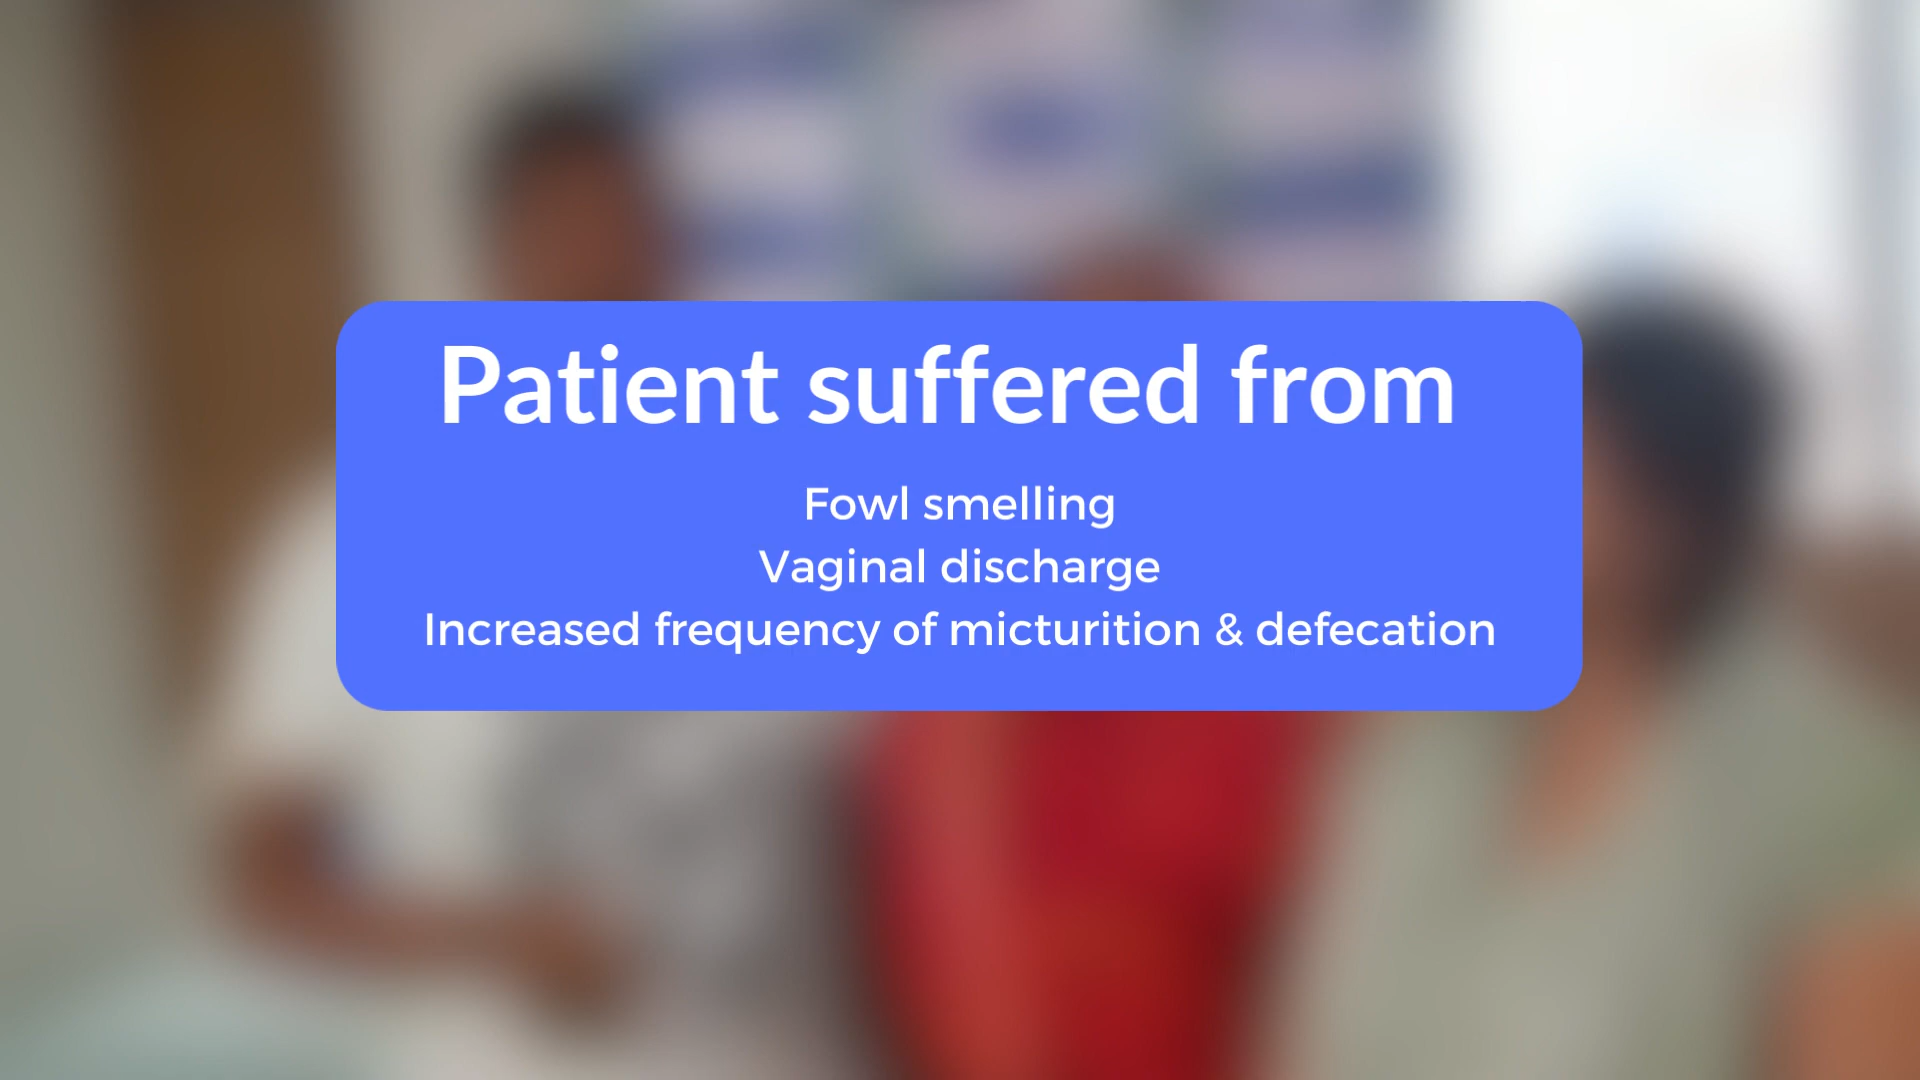 Patient suffered from
Fowl smelling
Vaginal discharge
Increased frequency of micturition & defecation